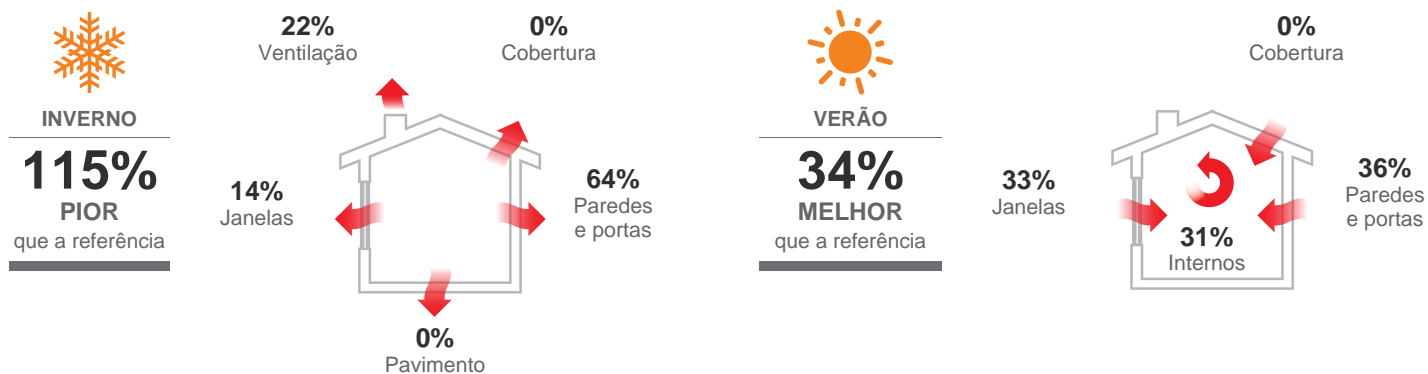 INVERNO
115%
PIOR
que a referência
22%
Ventilação
0%
Cobertura
14%
Janelas
64%
Paredes
e portas
0%
Pavimento
VERÃO
34%
MELHOR
que a referência
0%
Cobertura
33%
Janelas
36%
Paredes
e portas
31%
Internos